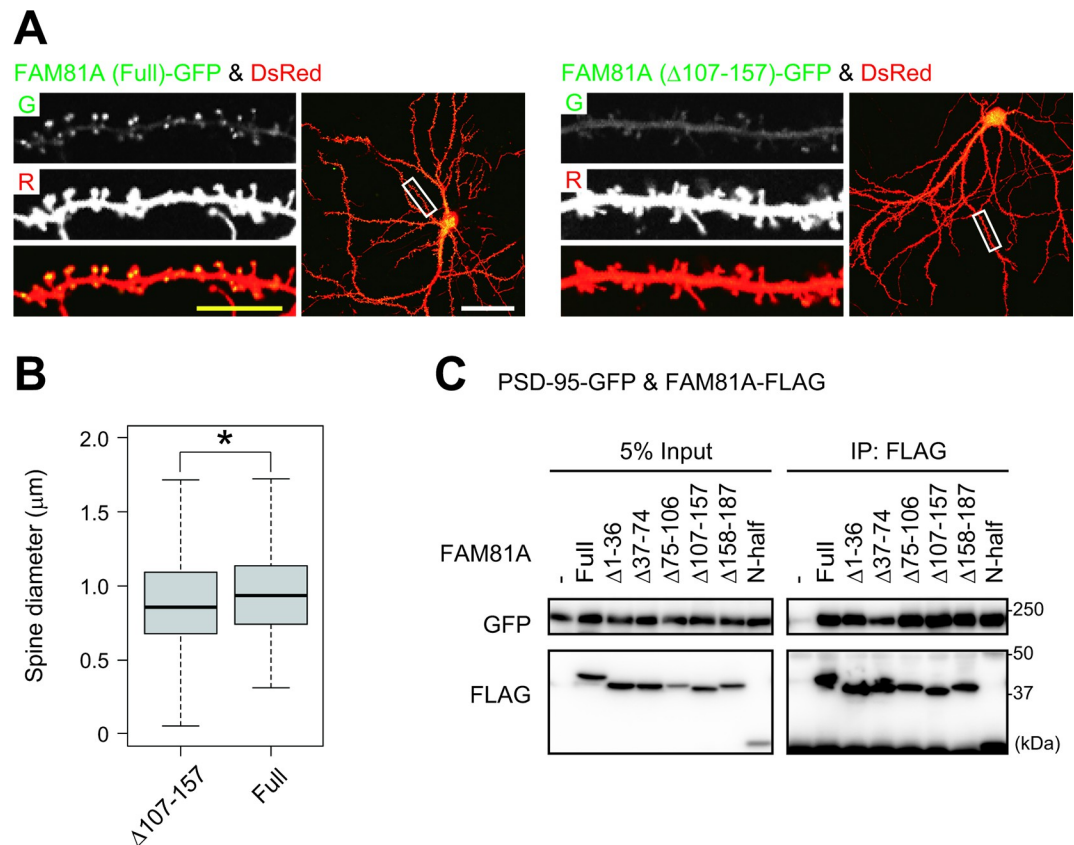 A
FAM81A (Full)-GFP & DsRed
G
R
FAM81A (Δ107-157)-GFP & DsRed
G
R
B
*
Spine diameter (μm)
2.0
1.5
1.0
0.5
0
Δ107-157
Full
C
PSD-95-GFP & FAM81A-FLAG
5% Input
IP: FLAG
FAM81A
-
Full
Δ1-36
Δ37-74
Δ75-106
Δ107-157
Δ158-187
N-half
-
Full
Δ1-36
Δ37-74
Δ75-106
Δ107-157
Δ158-187
N-half
GFP
-250
FLAG
-50
-37
(kDa)